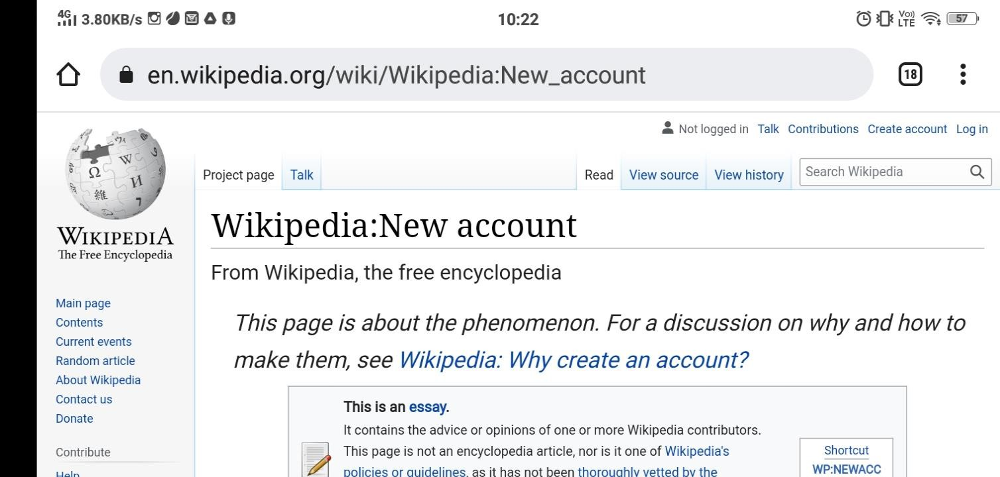 4G 3.80KB/s 10:22 Vo)) LTE 57
en.wikipedia.org/wiki/Wikipedia:New_account 18
Not logged in Talk Contributions Create account Log in
Project page Talk Read View source View history Search Wikipedia
Ω W И 維 7
WIKIPEDIA
The Free Encyclopedia
Main page
Contents
Current events
Random article
About Wikipedia
Contact us
Donate
Contribute
Help
Wikipedia:New account
From Wikipedia, the free encyclopedia
This page is about the phenomenon. For a discussion on why and how to
make them, see Wikipedia: Why create an account?
This is an essay.
It contains the advice or opinions of one or more Wikipedia contributors.
This page is not an encyclopedia article, nor is it one of Wikipedia's
policies or guidelines, as it has not been thoroughly vetted by the
Shortcut
WP:NEWACC